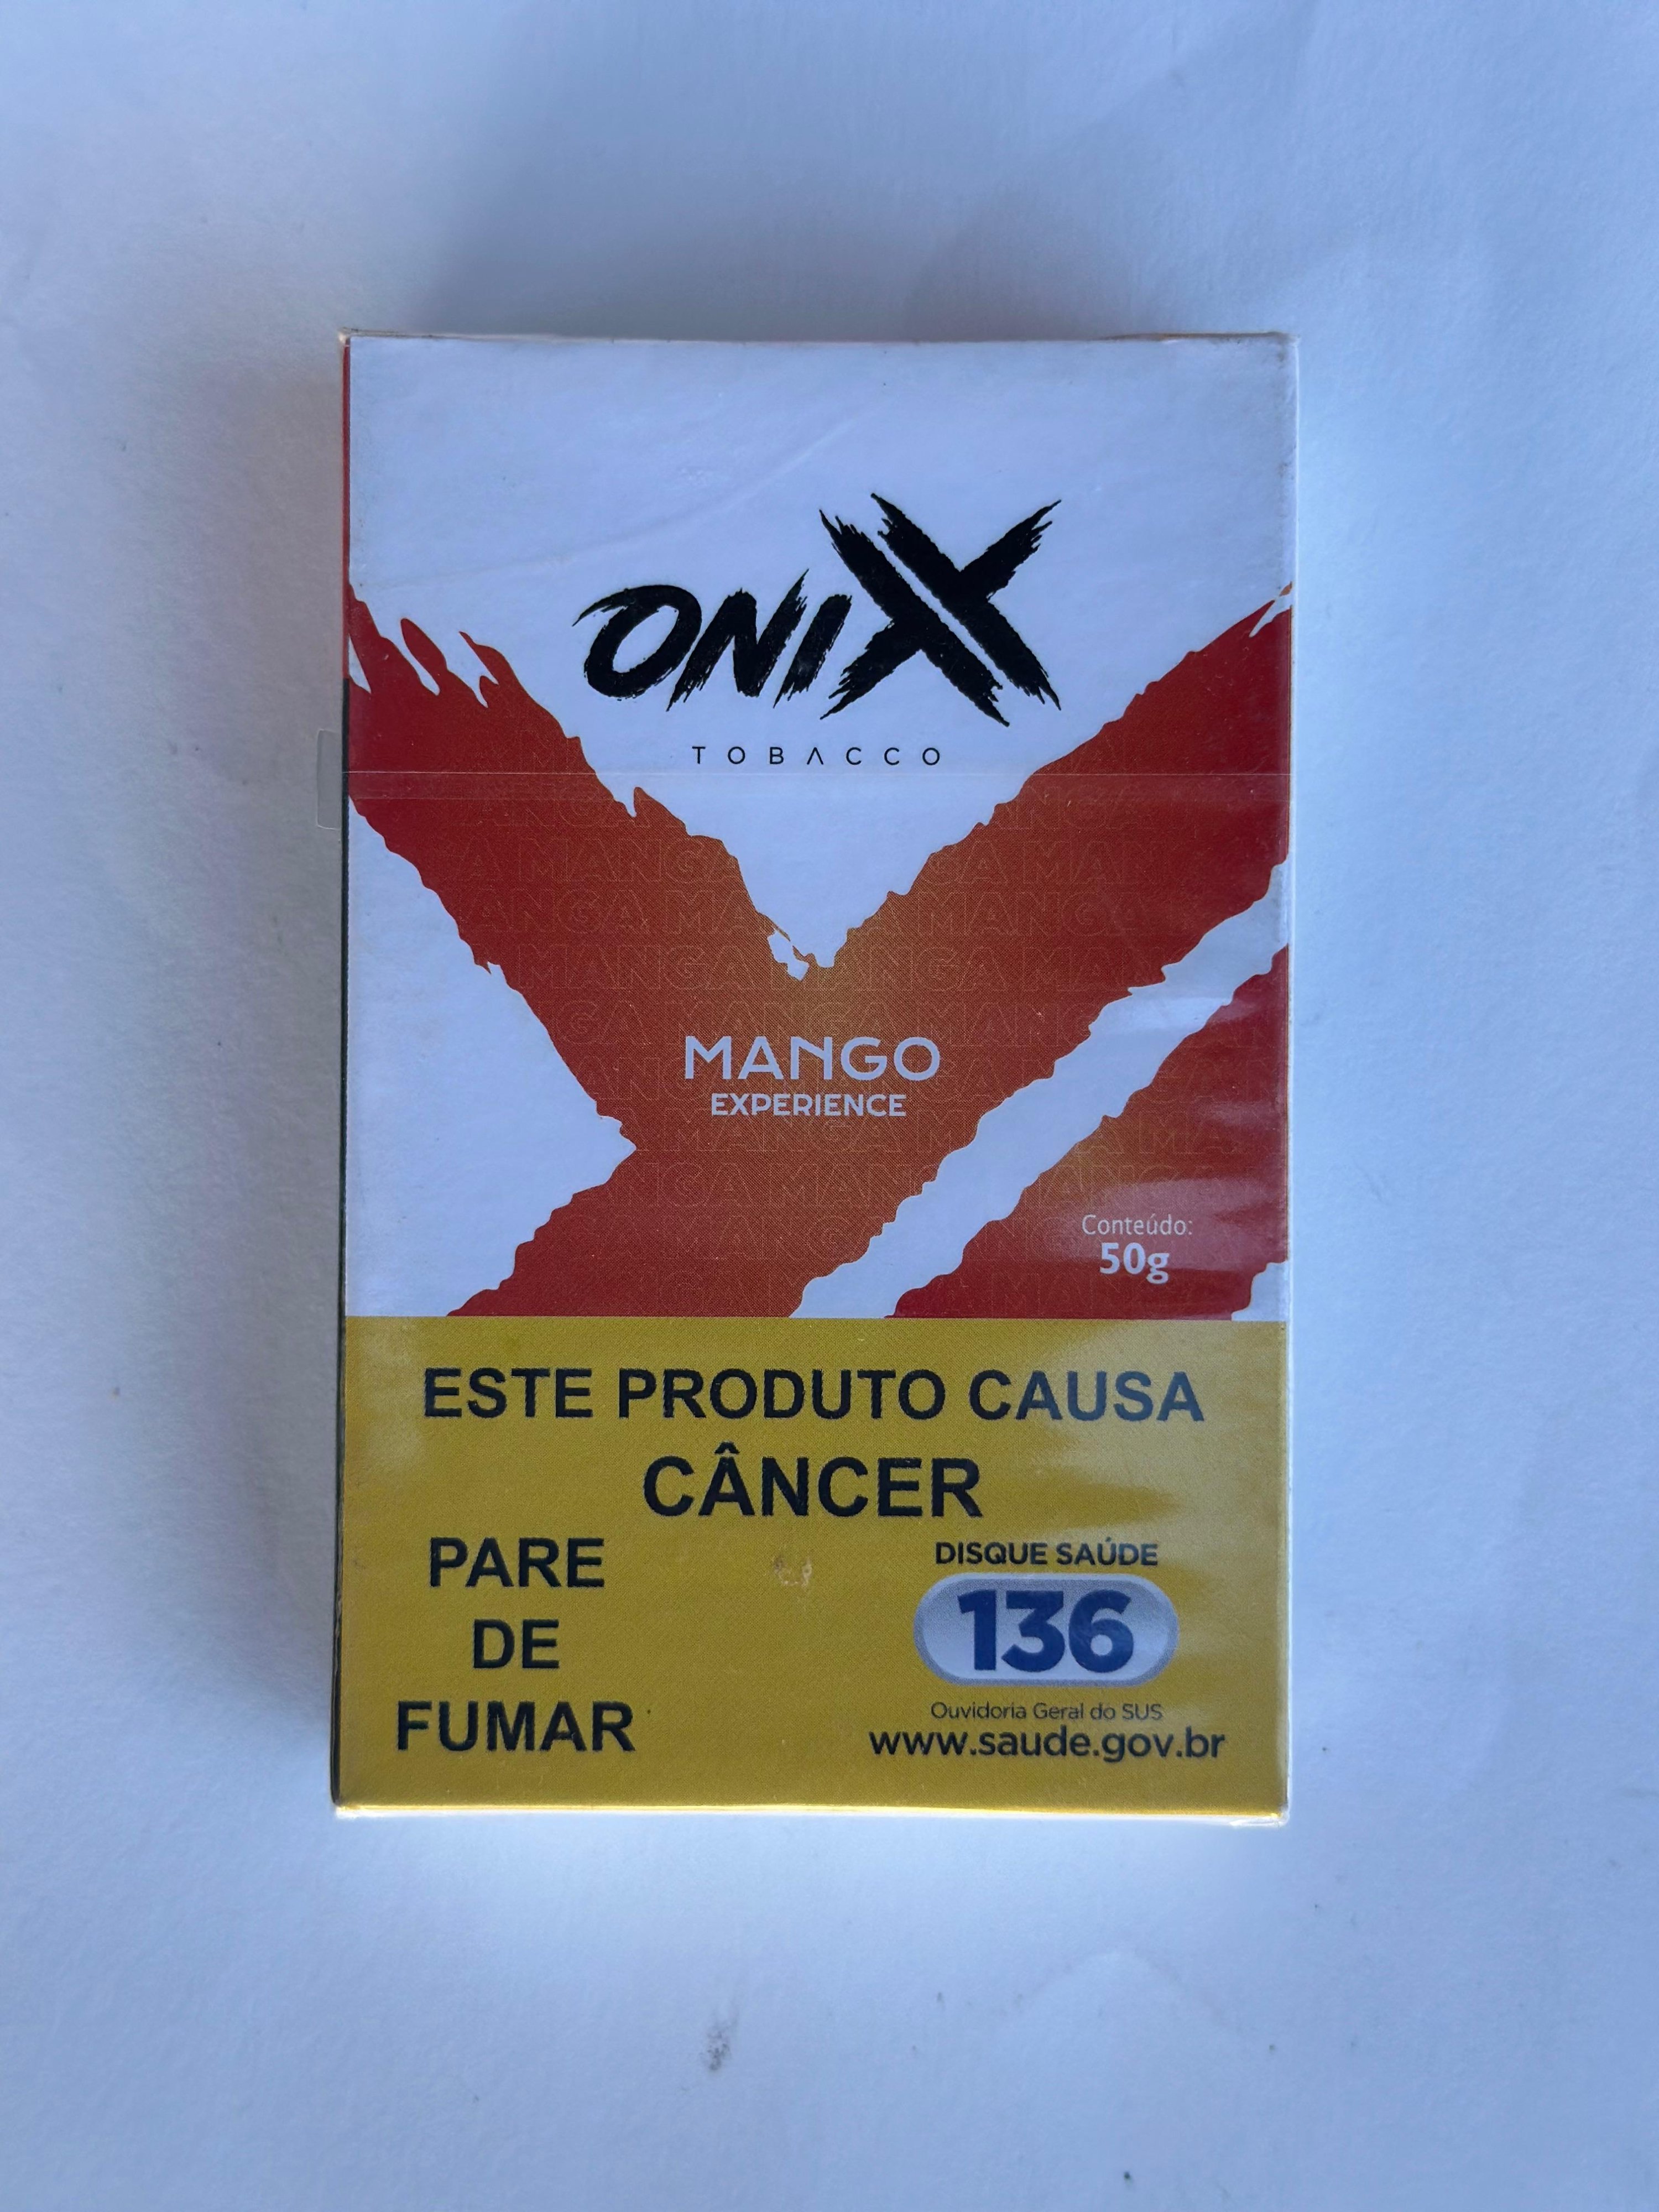 ONIX
TOBACCO
MANGO
EXPERIENCE
Conteúdo:
50g
ESTE PRODUTO CAUSA
CÂNCER
PARE
DE
FUMAR
DISQUE SAÚDE
136
Ouvidoria Geral do SUS
www.saude.gov.br